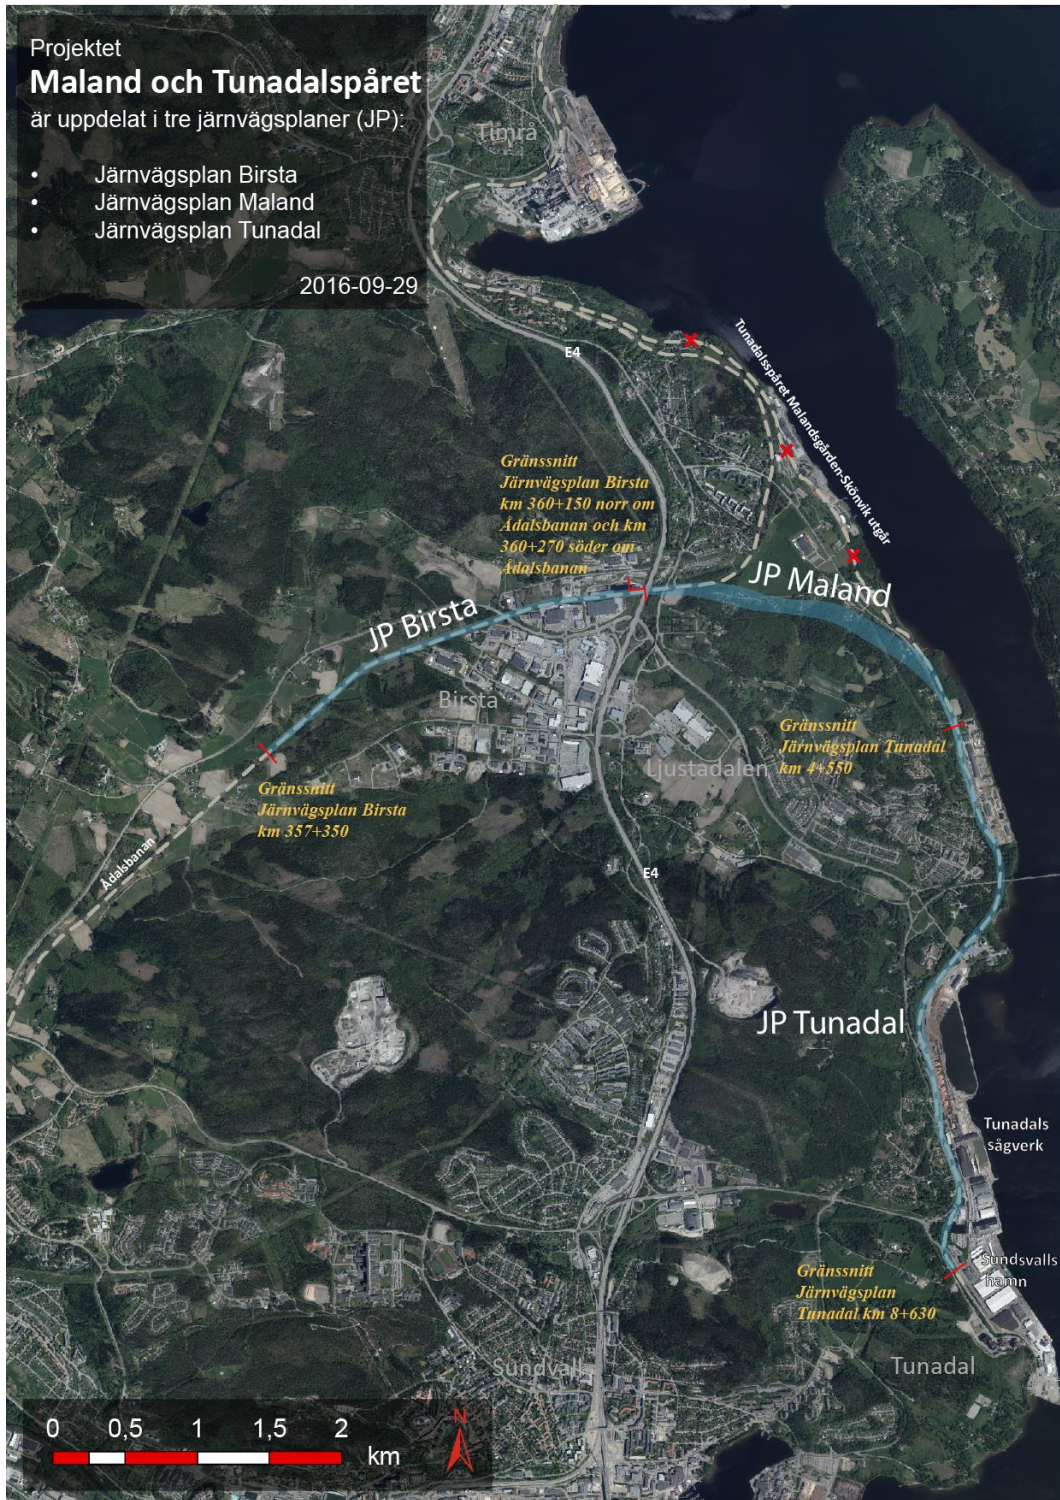 Projektet
Maland och Tunadalspåret
är uppdelat i tre järnvägsplaner (JP):
• Järnvägsplan Birsta
• Järnvägsplan Maland
• Järnvägsplan Tunadal
2016-09-29
Timrå
E4
Tunadalsspåret Malandsgården-Skönvik utgår
Gränssnitt
Järnvägsplan Birsta
km 360+150 norr om
Ådalsbanan och km
360+270 söder om
Ådalsbanan
JP Maland
JP Birsta
Birsta
Ljustadalen
Gränssnitt
Järnvägsplan Tunadal
km 4+550
Gränssnitt
Järnvägsplan Birsta
km 357+350
Ådalsbanan
E4
JP Tunadal
Tunadals
sågverk
Sundsvalls
hamn
Gränssnitt
Järnvägsplan
Tunadal km 8+630
Sundvall
Tunadal
0 0,5 1 1,5 2
km
N